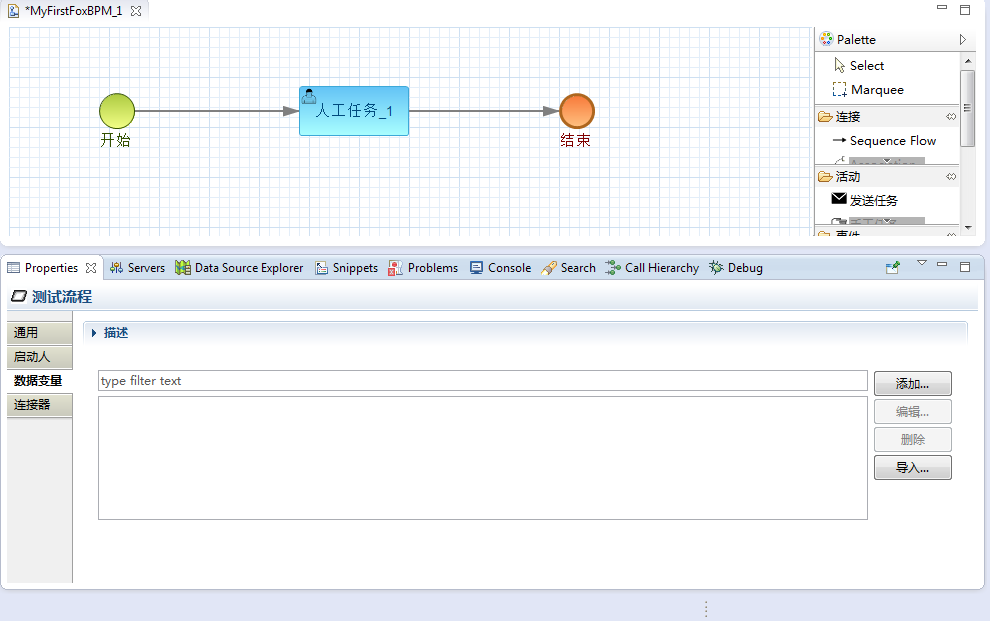 *MyFirstFoxBPM_1
Palette
Select
Marquee
连接
Sequence Flow
活动
发送任务
事件
开始
人工任务_1
结束
Properties
Servers
Data Source Explorer
Snippets
Problems
Console
Search
Call Hierarchy
Debug
测试流程
通用
启动人
数据变量
连接器
描述
type filter text
添加...
编辑...
删除
导入...